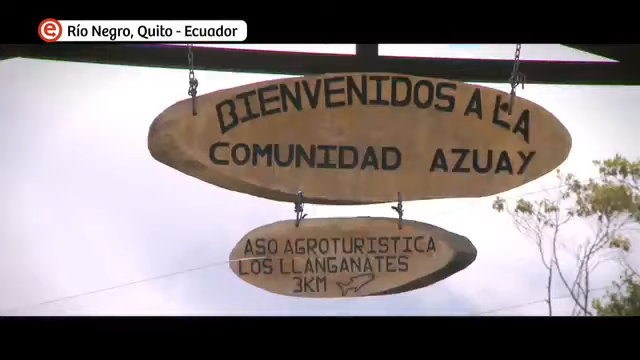 e Río Negro, Quito - Ecuador
BIENVENIDOS A LA
COMUNIDAD AZUAY
ASO AGROTURISTICA
LOS LLANGANATES
3KM